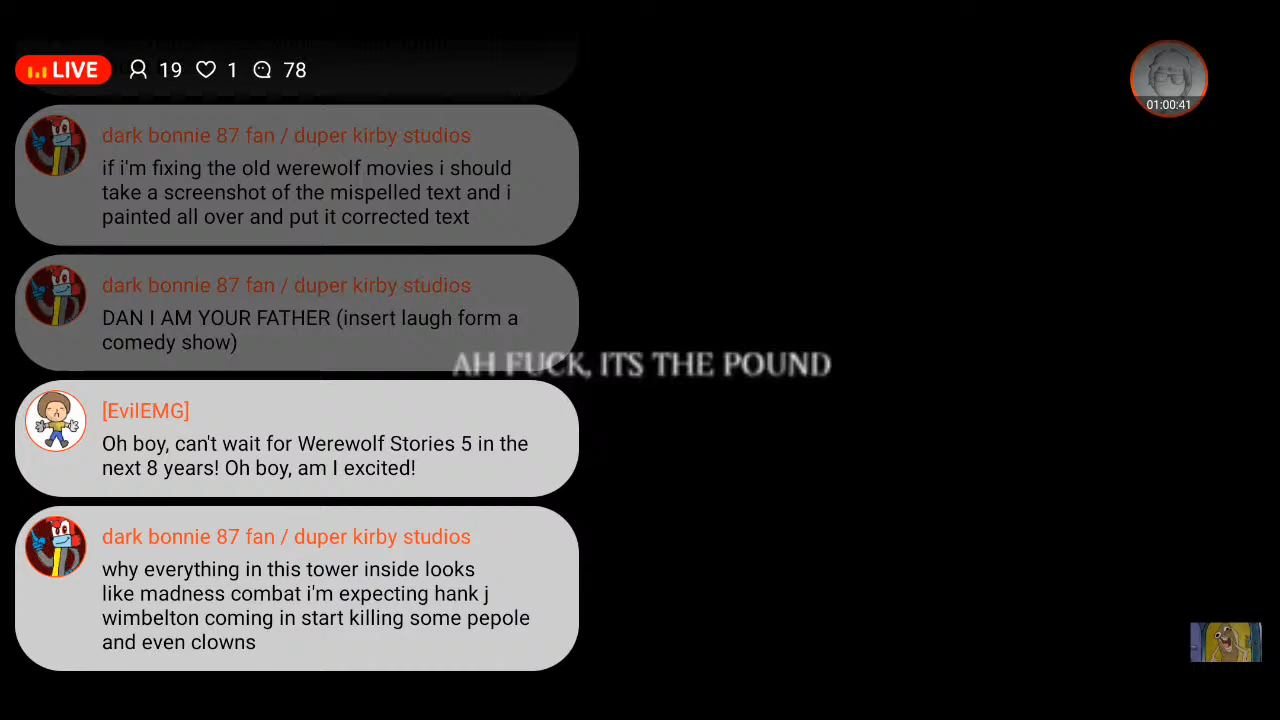 LIVE 19 1 78
01:00:41
dark bonnie 87 fan / duper kirby studios
if i'm fixing the old werewolf movies i should
take a screenshot of the mispelled text and i
painted all over and put it corrected text
dark bonnie 87 fan / duper kirby studios
DAN I AM YOUR FATHER (insert laugh form a
comedy show)
AH FUCK, ITS THE POUND
[EvilEMG]
Oh boy, can't wait for Werewolf Stories 5 in the
next 8 years! Oh boy, am I excited!
dark bonnie 87 fan / duper kirby studios
why everything in this tower inside looks
like madness combat i'm expecting hank j
wimbelton coming in start killing some pepole
and even clowns